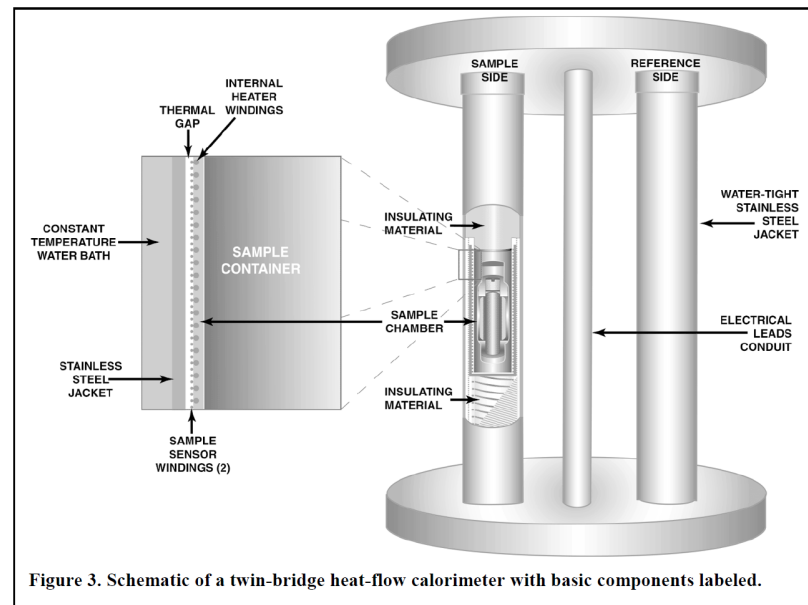 INTERNAL
HEATER
WINDINGS
THERMAL
GAP
CONSTANT
TEMPERATURE
WATER BATH
SAMPLE
CONTAINER
STAINLESS
STEEL
JACKET
SAMPLE
SENSOR
WINDINGS (2)
SAMPLE
SIDE
REFERENCE
SIDE
INSULATING
MATERIAL
SAMPLE
CHAMBER
INSULATING
MATERIAL
WATER-TIGHT
STAINLESS
STEEL
JACKET
ELECTRICAL
LEADS
CONDUIT
Figure 3. Schematic of a twin-bridge heat-flow calorimeter with basic components labeled.